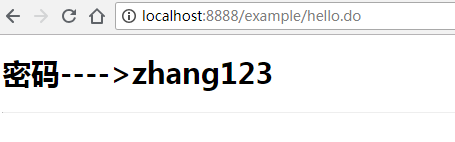 localhost:8888/example/hello.do
密码---->zhang123